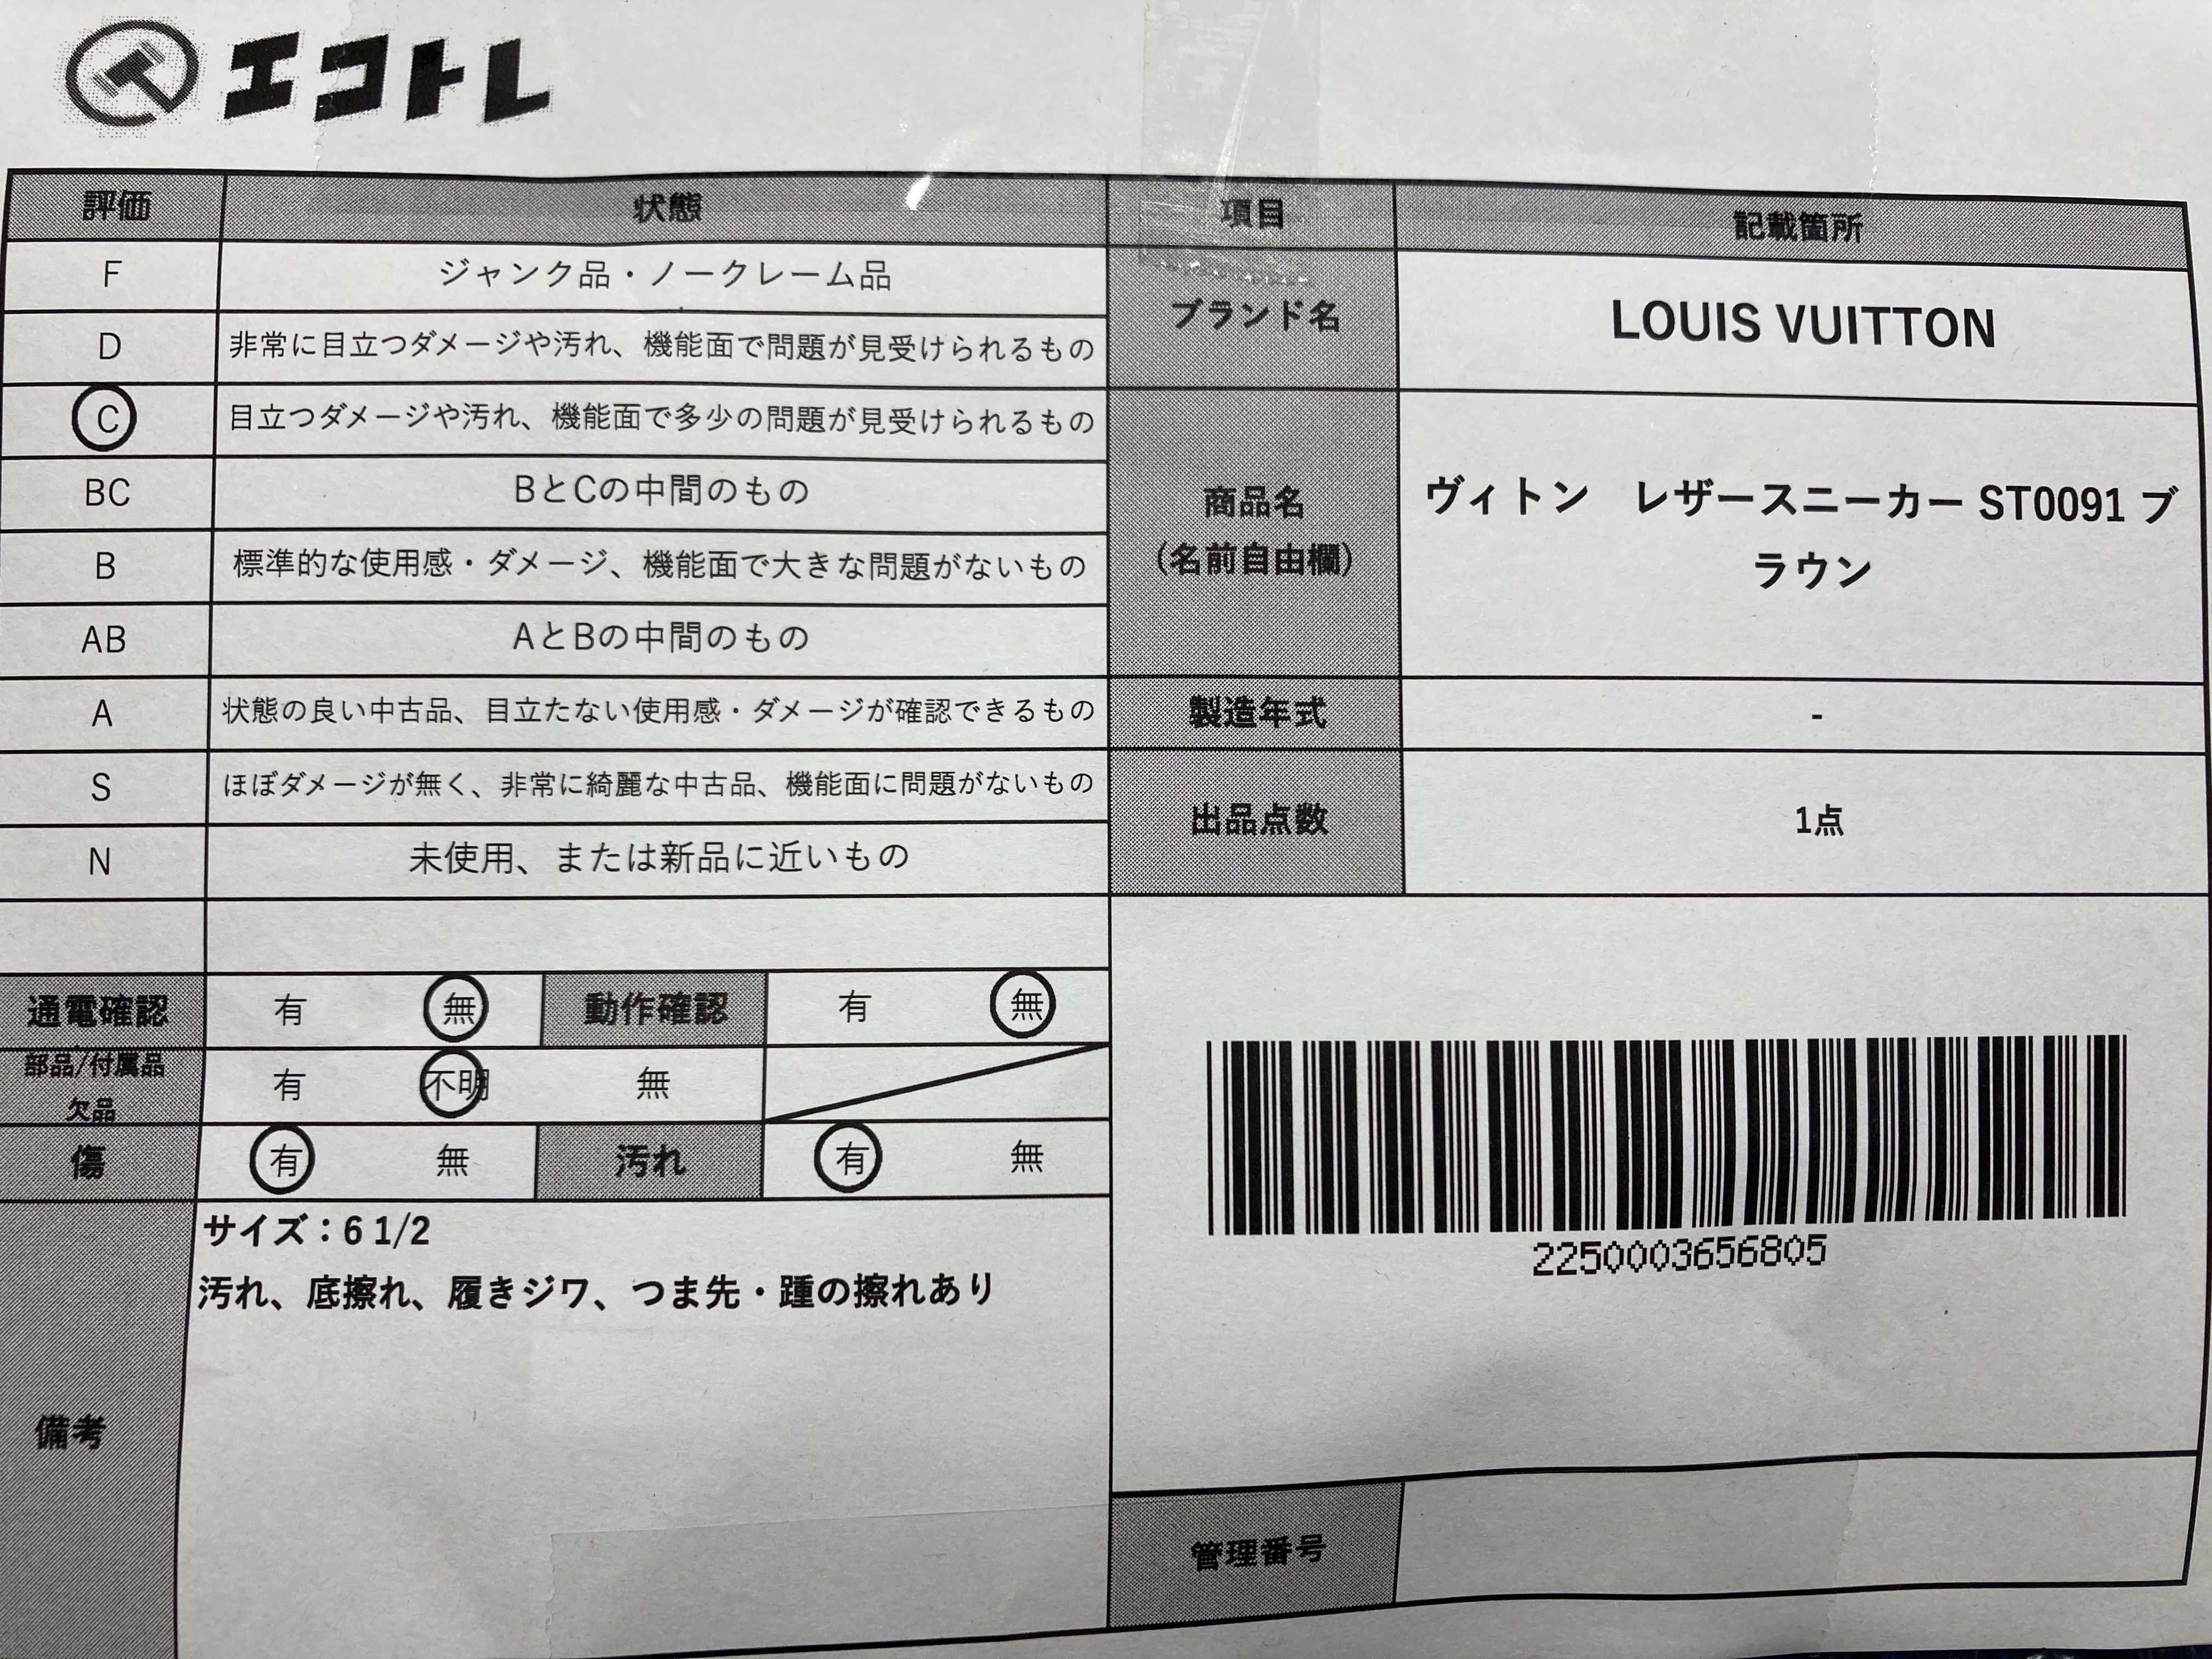 エコトレ
評価 状態 項目 記載箇所
F ジャンク品・ノークレーム品
D 非常に目立つダメージや汚れ、機能面で問題が見受けられるもの
C 目立つダメージや汚れ、機能面で多少の問題が見受けられるもの
BC BとCの中間のもの
B 標準的な使用感・ダメージ、機能面で大きな問題がないもの
AB AとBの中間のもの
A 状態の良い中古品、目立たない使用感・ダメージが確認できるもの
S ほぼダメージが無く、非常に綺麗な中古品、機能面に問題がないもの
N 未使用、または新品に近いもの
ブランド名 LOUIS VUITTON
商品名
(名前自由欄)
ヴィトン　レザースニーカー ST0091 ブ
ラウン
製造年式 -
出品点数 1点
通電確認 有 無 動作確認 有 無
部品/付属品
欠品
有 不明 無
傷 有 無 汚れ 有 無
備考
サイズ：6 1/2
汚れ、底擦れ、履きジワ、つま先・踵の擦れあり
2250003656805
管理番号